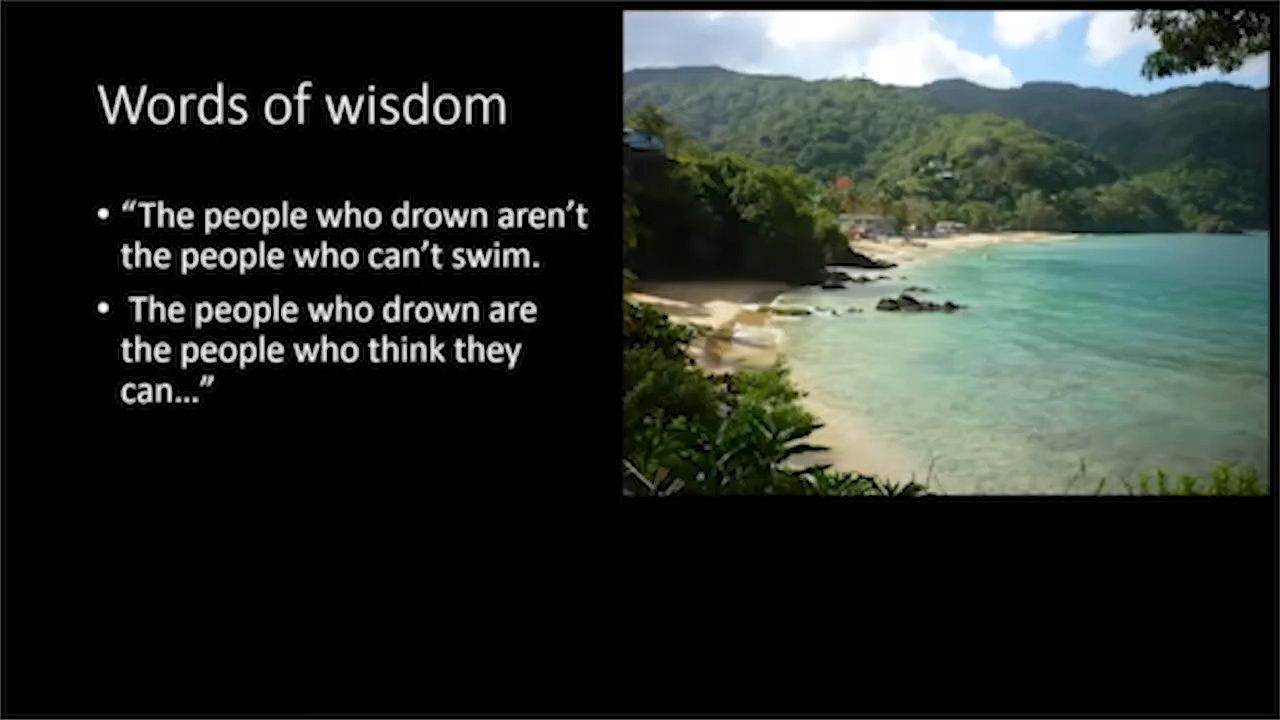 Words of wisdom
• “The people who drown aren’t
the people who can’t swim.
• The people who drown are
the people who think they
can…”